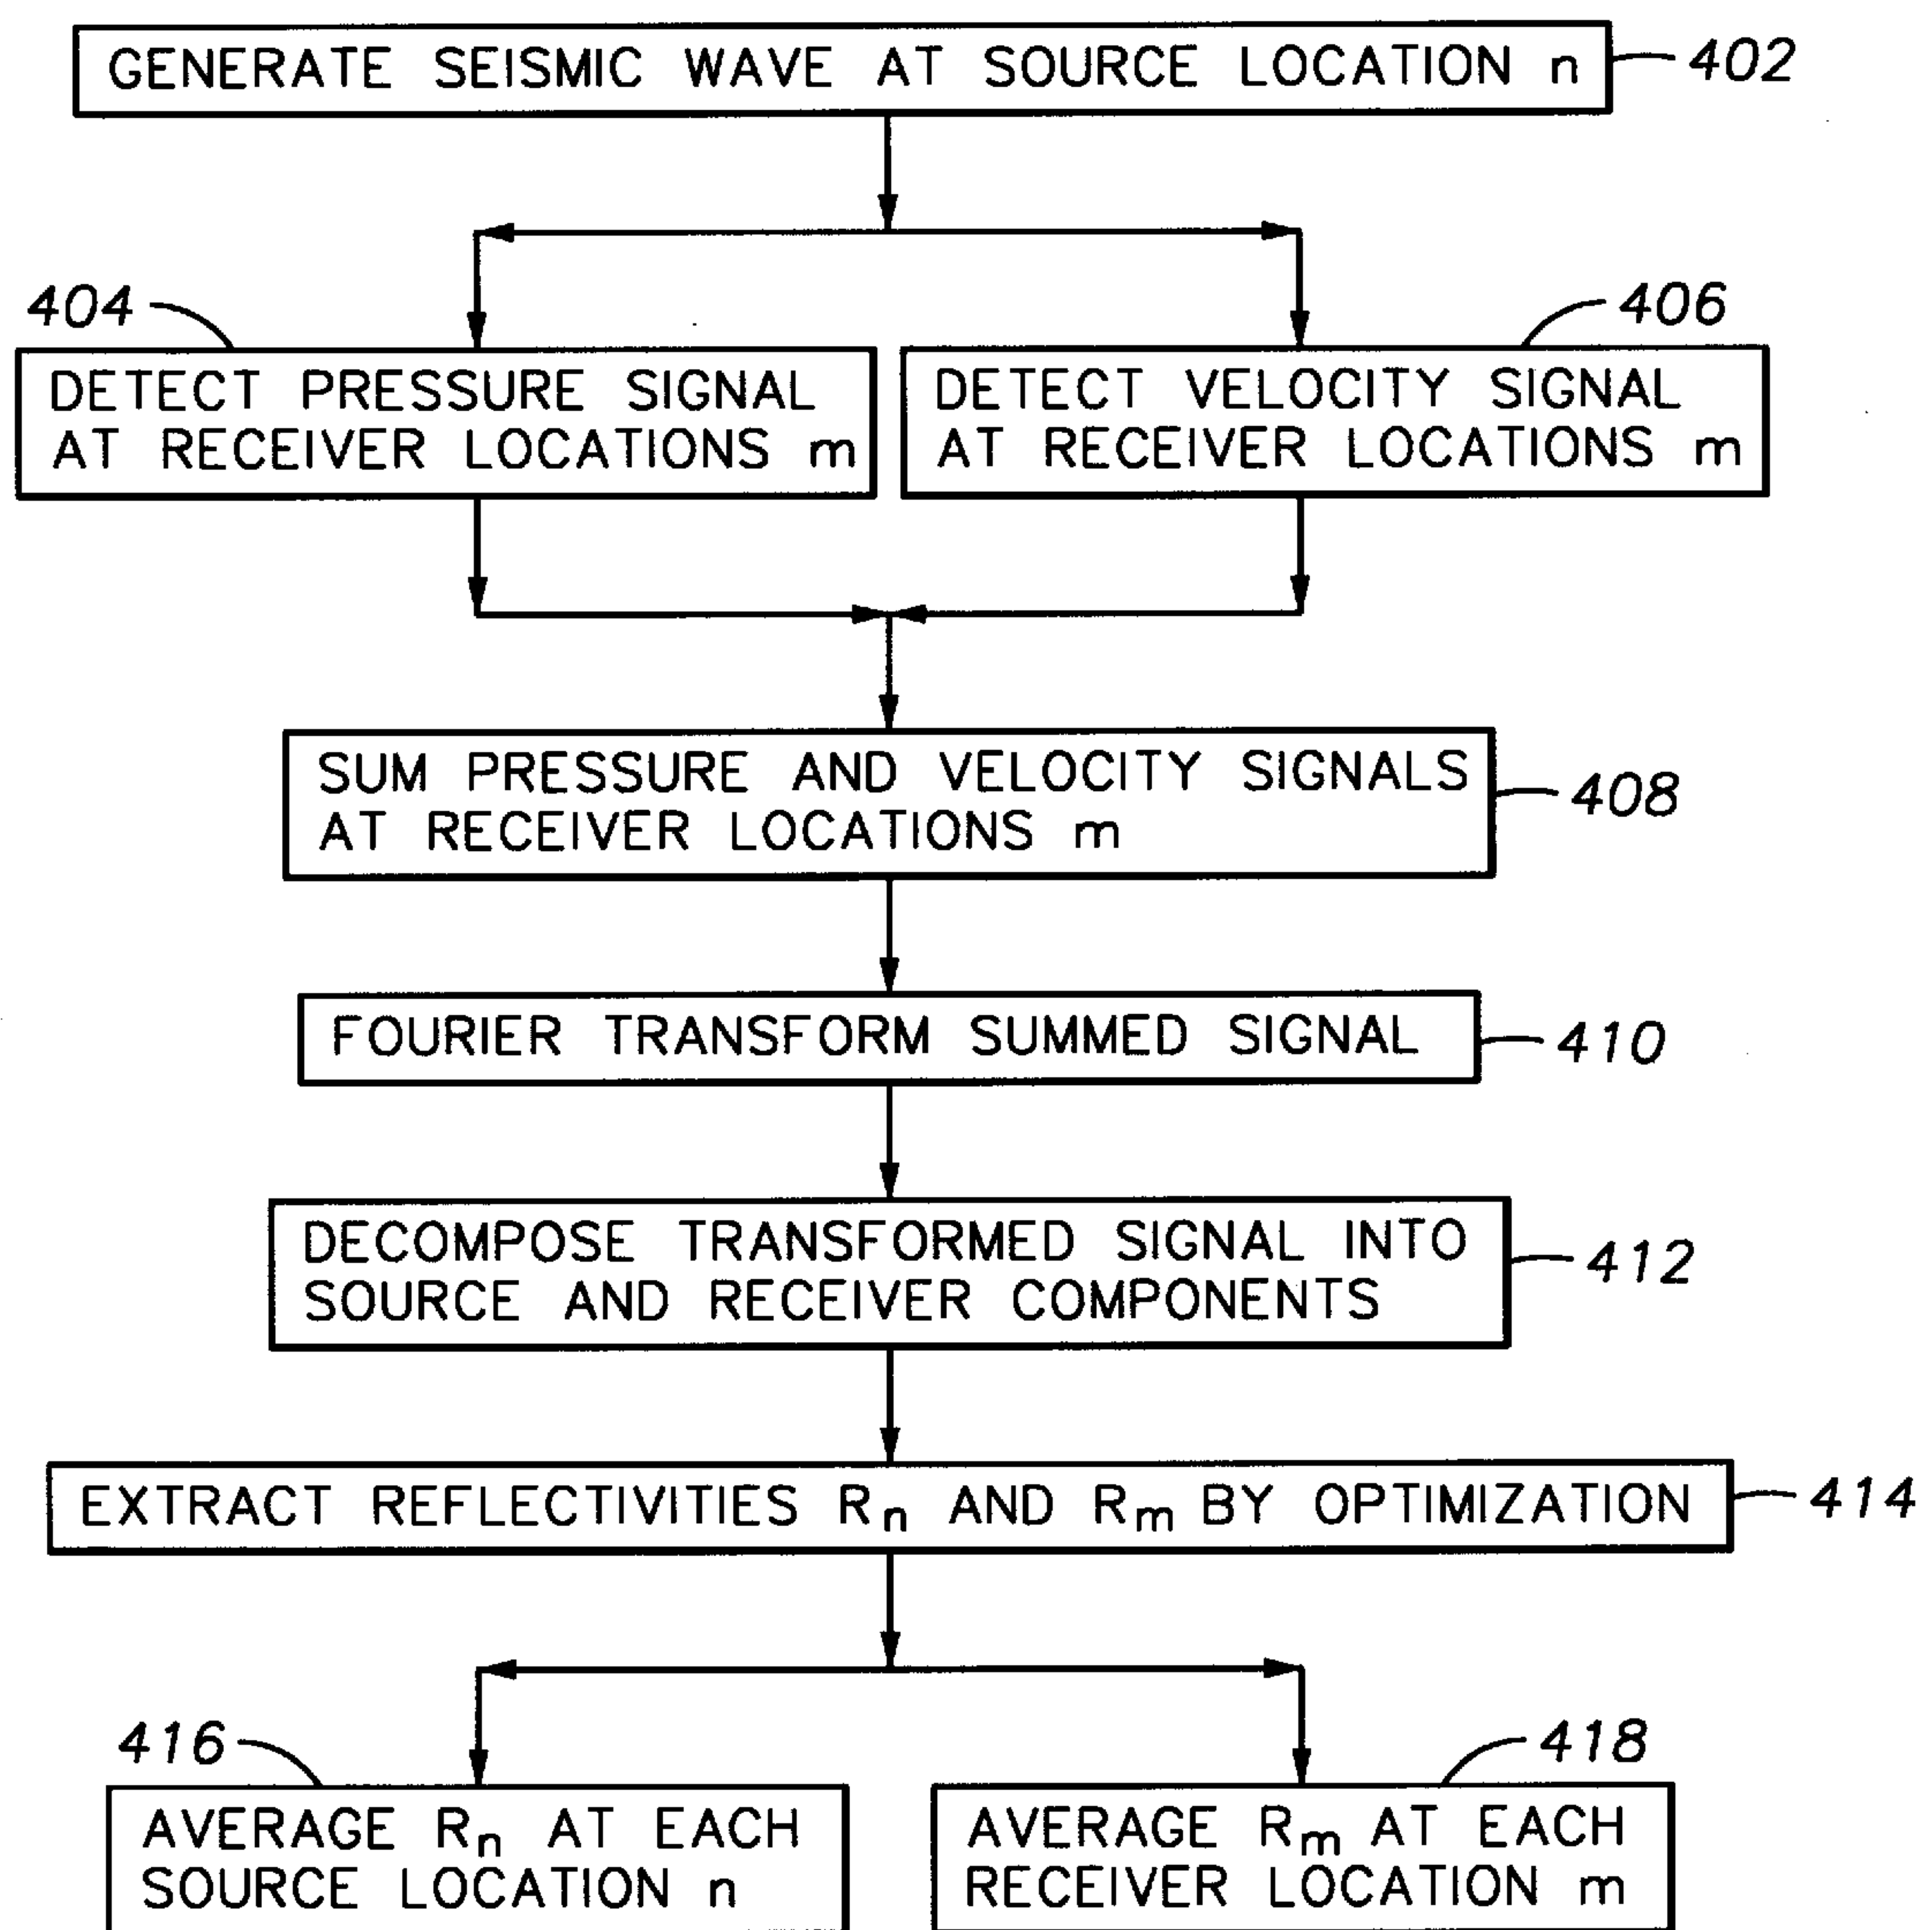 GENERATE SEISMIC WAVE AT SOURCE LOCATION n
402
404
406
DETECT PRESSURE SIGNAL
AT RECEIVER LOCATIONS m
DETECT VELOCITY SIGNAL
AT RECEIVER LOCATIONS m
SUM PRESSURE AND VELOCITY SIGNALS
AT RECEIVER LOCATIONS m
408
FOURIER TRANSFORM SUMMED SIGNAL
410
DECOMPOSE TRANSFORMED SIGNAL INTO
SOURCE AND RECEIVER COMPONENTS
412
EXTRACT REFLECTIVITIES Rn AND Rm BY OPTIMIZATION
414
416
418
AVERAGE Rn AT EACH
SOURCE LOCATION n
AVERAGE Rm AT EACH
RECEIVER LOCATION m